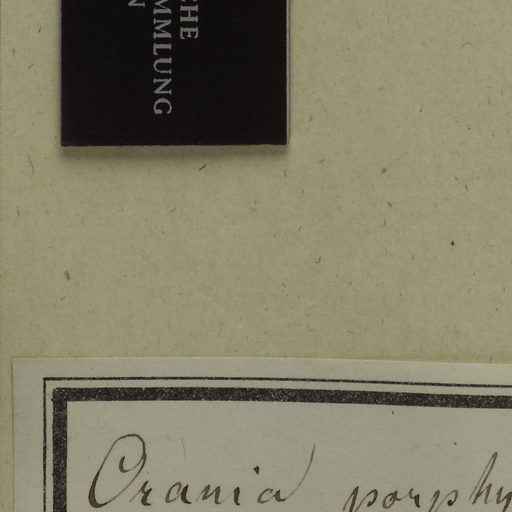 CHE
MMLUNG
N
Orania porphy